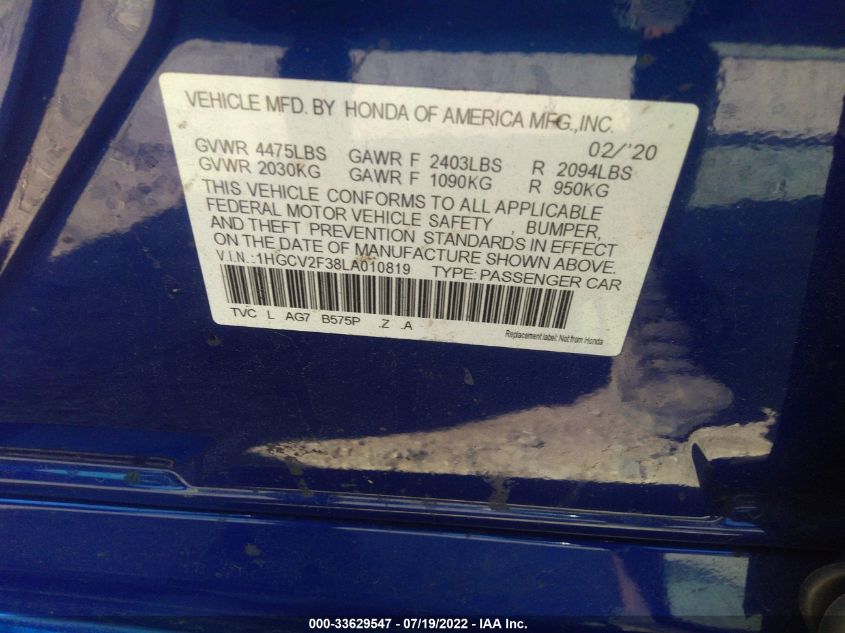 VEHICLE MFD. BY HONDA OF AMERICA MFG.,INC.
02/'20
GVWR 4475LBS GAWR F 2403LBS R 2094LBS
GVWR 2030KG GAWR F 1090KG R 950KG
THIS VEHICLE CONFORMS TO ALL APPLICABLE
FEDERAL MOTOR VEHICLE SAFETY , BUMPER,
AND THEFT PREVENTION STANDARDS IN EFFECT
ON THE DATE OF MANUFACTURE SHOWN ABOVE.
V.I.N.:1HGCV2F38LA010819 TYPE: PASSENGER CAR
TVC L AG7 B575P .Z .A
Replacement label: Not from Honda
000-33629547 - 07/19/2022 - IAA Inc.